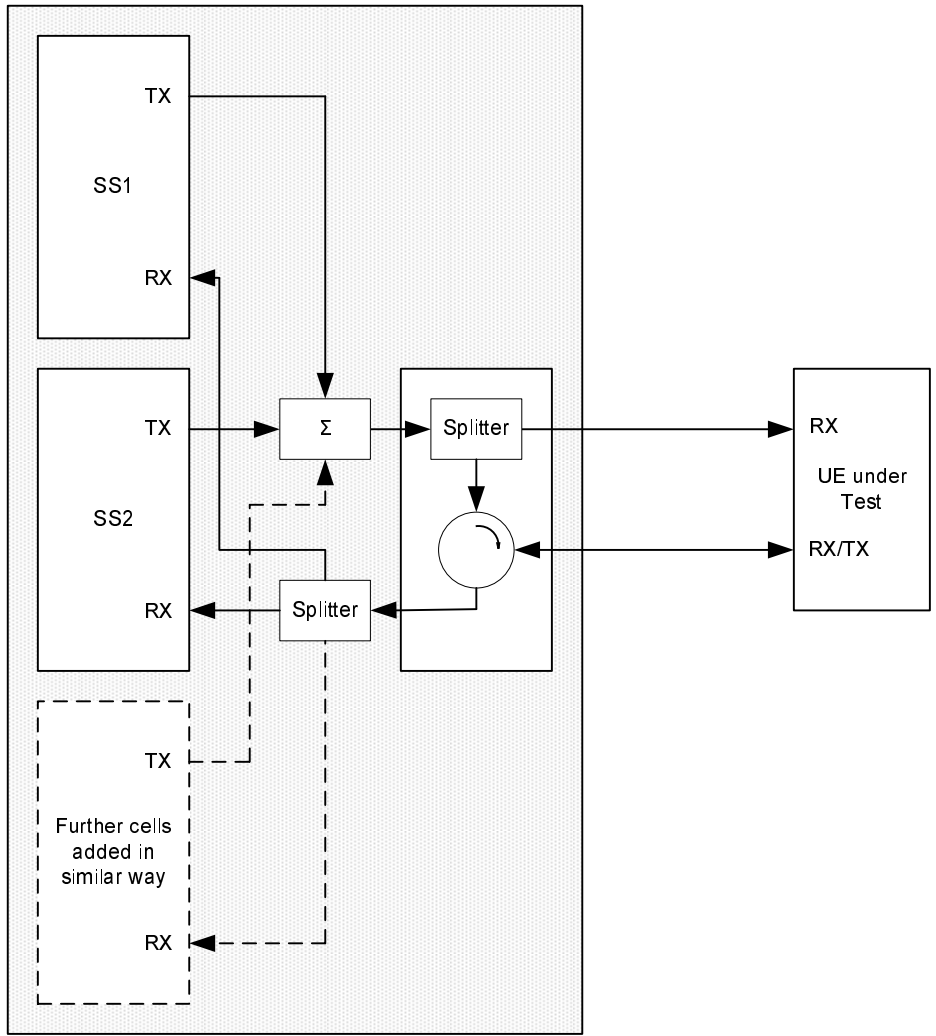 TX
SS1
RX
TX
Σ
Splitter
RX
UE under
Test
SS2
RX/TX
RX
Splitter
TX
Further cells
added in
similar way
RX